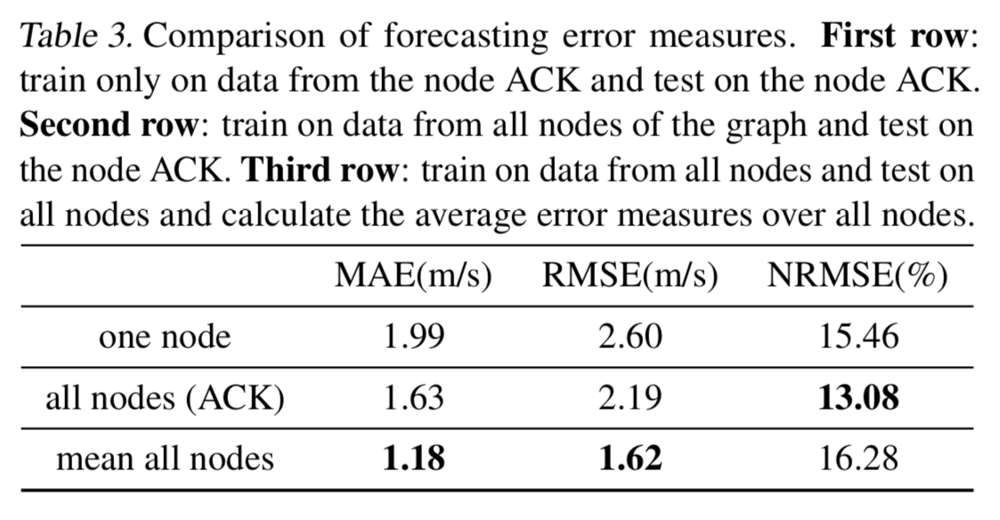 Table 3. Comparison of forecasting error measures. First row:
train only on data from the node ACK and test on the node ACK.
Second row: train on data from all nodes of the graph and test on
the node ACK. Third row: train on data from all nodes and test on
all nodes and calculate the average error measures over all nodes.
MAE(m/s) RMSE(m/s) NRMSE(%)
one node 1.99 2.60 15.46
all nodes (ACK) 1.63 2.19 13.08
mean all nodes 1.18 1.62 16.28